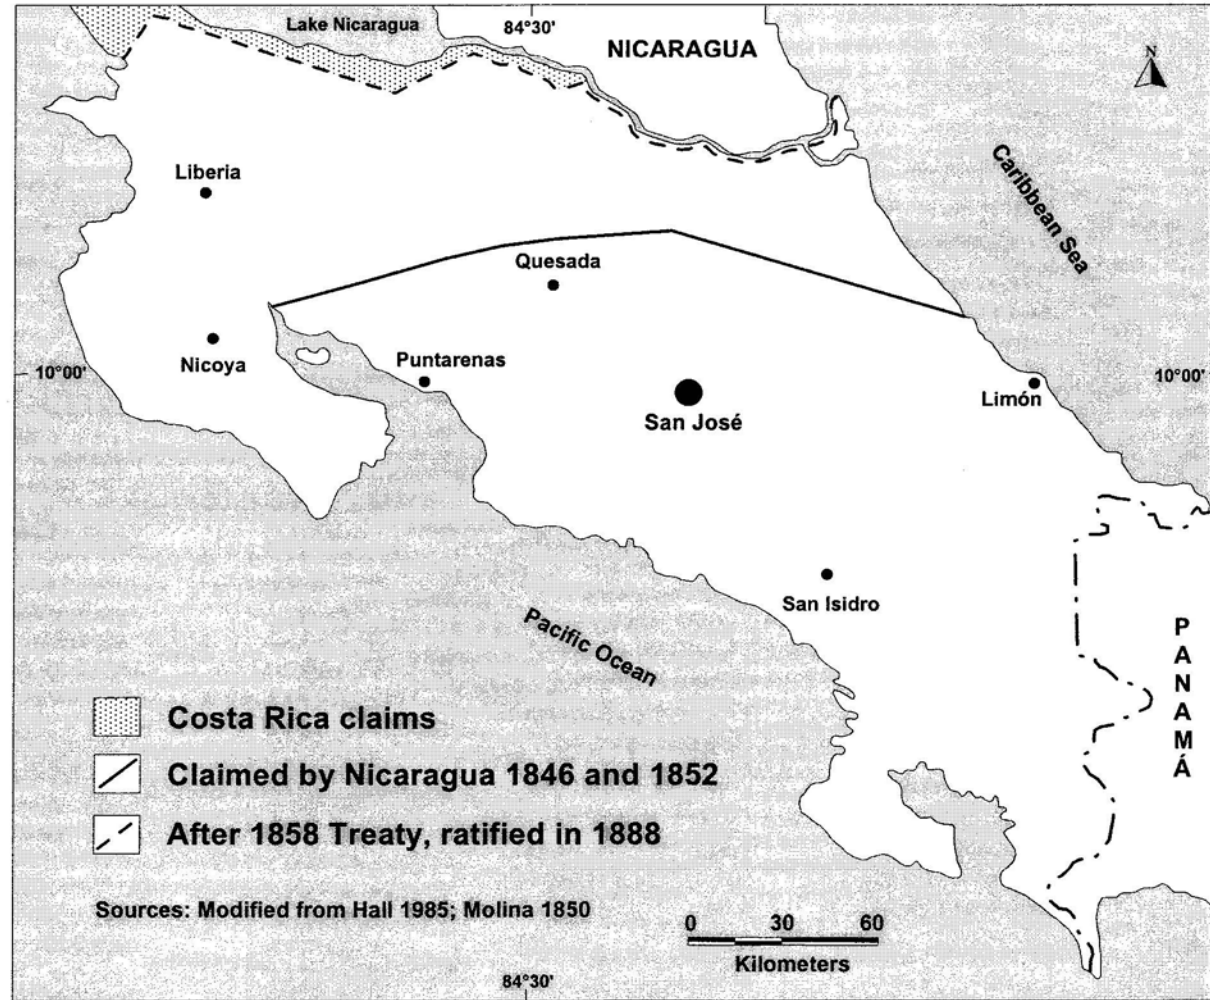 Lake Nicaragua
84°30'
NICARAGUA
N
Caribbean Sea
Liberia
Quesada
Nicoya
Puntarenas
10°00'
10°00'
San José
Limón
San Isidro
Pacific Ocean
PANAMÁ
Costa Rica claims
Claimed by Nicaragua 1846 and 1852
After 1858 Treaty, ratified in 1888
Sources: Modified from Hall 1985; Molina 1850
0 30 60
Kilometers
84°30'